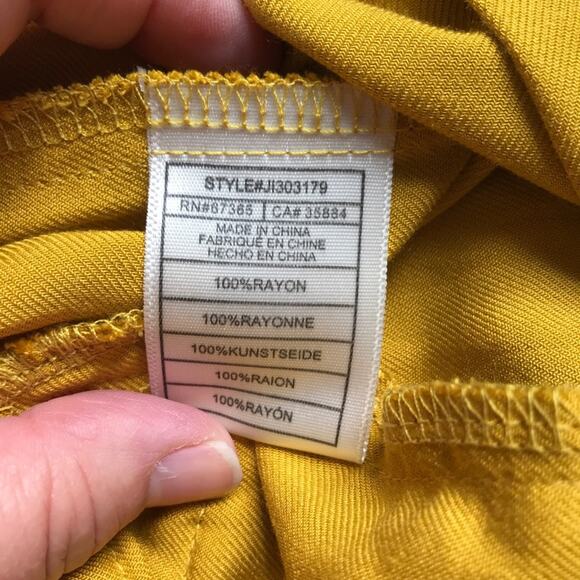 STYLE#JI303179
RN#67365 CA# 35884
MADE IN CHINA
FABRIQUÉ EN CHINE
HECHO EN CHINA
100%RAYON
100%RAYONNE
100%KUNSTSEIDE
100%RAION
100%RAYÓN